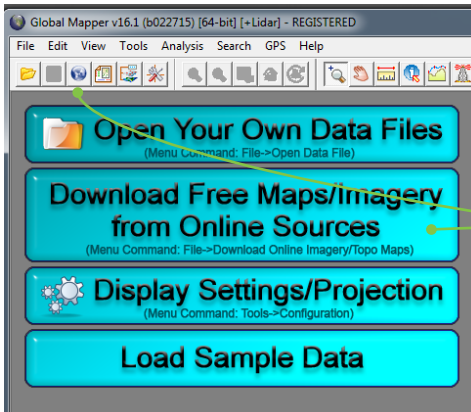 Global Mapper v16.1 (b022715) [64-bit] [+Lidar] - REGISTERED
File Edit View Tools Analysis Search GPS Help
Open Your Own Data Files
(Menu Command: File->Open Data File)
Download Free Maps/Imagery
from Online Sources
(Menu Command: File->Download Online Imagery/Topo Maps)
Display Settings/Projection
(Menu Command: Tools->Configuration)
Load Sample Data